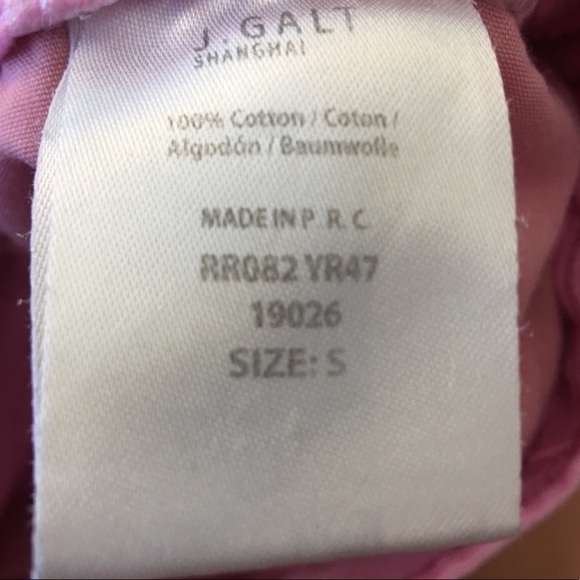 J. GALT
SHANGHAI
100% Cotton / Coton /
Algodón / Baumwolle
MADE IN P. R. C.
RR082 YR47
19026
SIZE: S